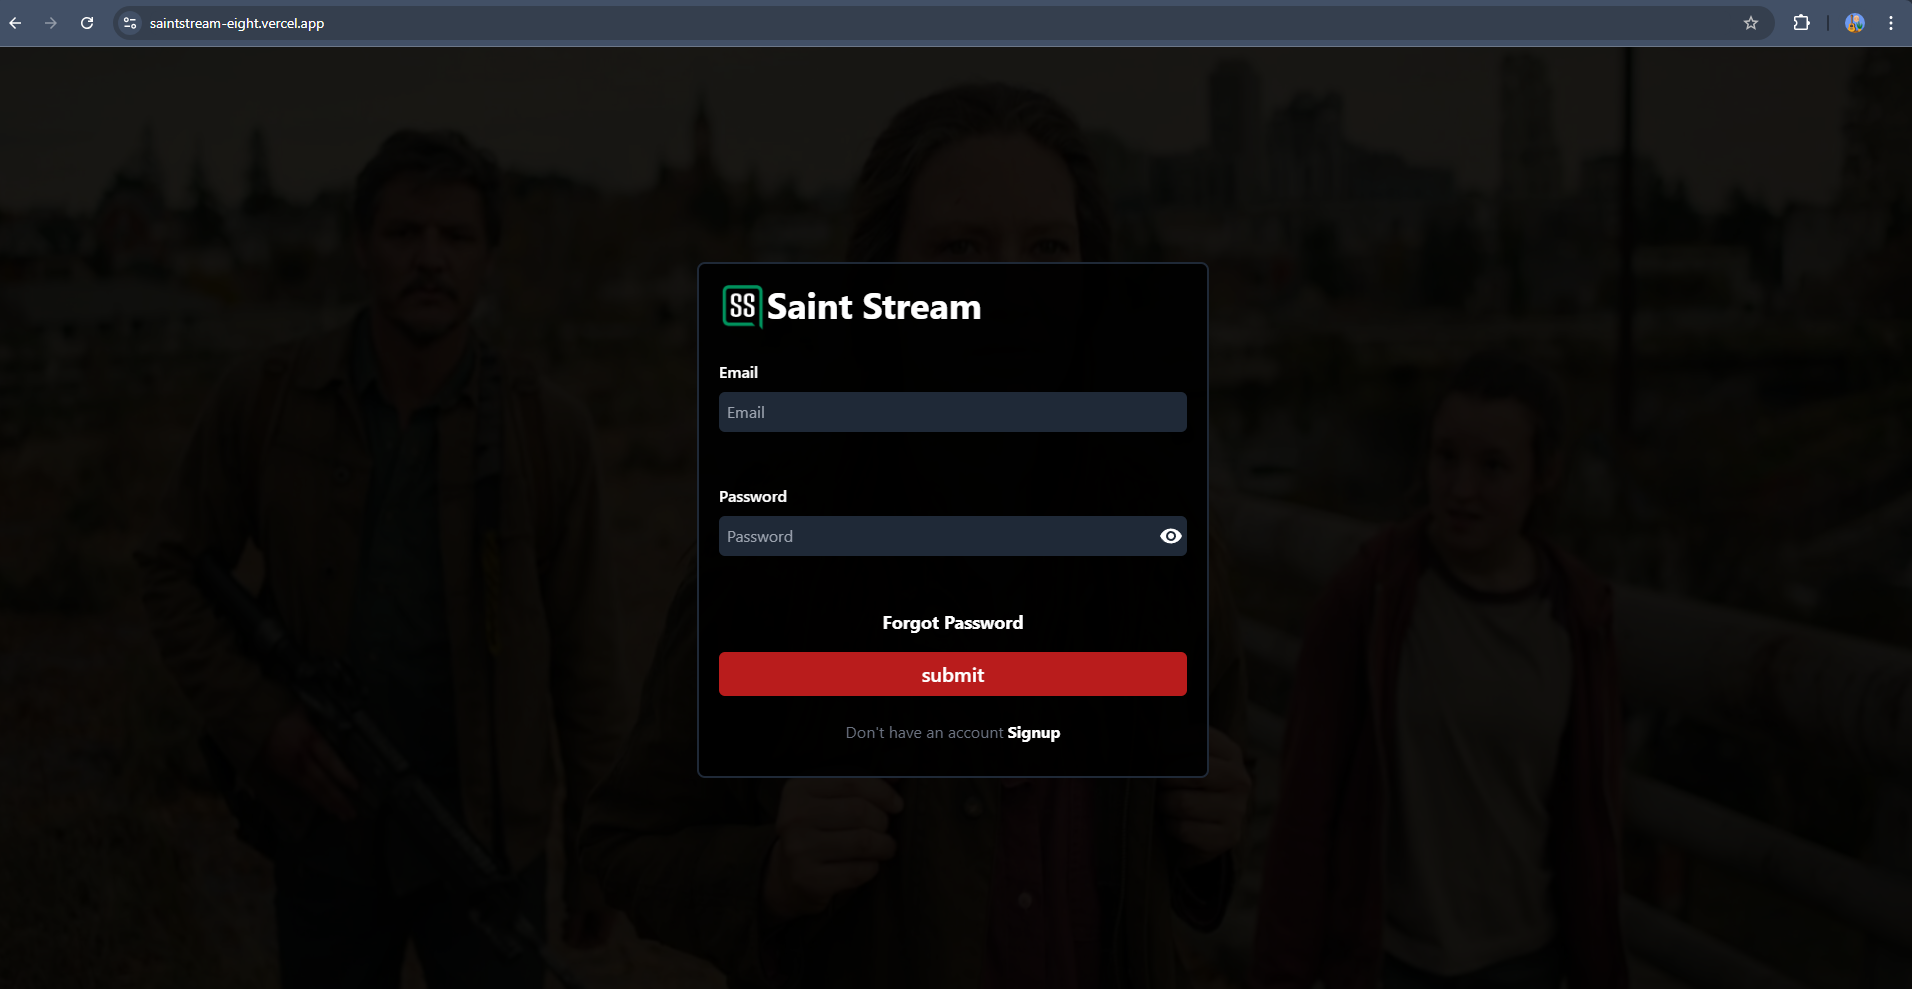 saintstream-eight.vercel.app
SS Saint Stream
Email
Email
Password
Password
Forgot Password
submit
Don't have an account Signup